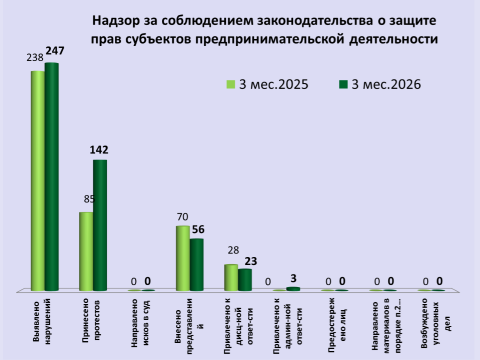 Надзор за соблюдением законодательства о защите
прав субъектов предпринимательской деятельности
3 мес.2025
3 мес.2026
238
247
85
142
0
0
70
56
28
23
0
3
0
0
0
0
0
0
Выявлено
нарушений
Принесено
протестов
Направлено
исков в суд
Внесено
представлени
й
Привлечено к
дисц-ной
ответ-сти
Привлечено к
админ-ной
ответ-сти
Предостереж
ено лиц
Направлено
материалов в
порядке п.2…
Возбуждено
уголовных
дел